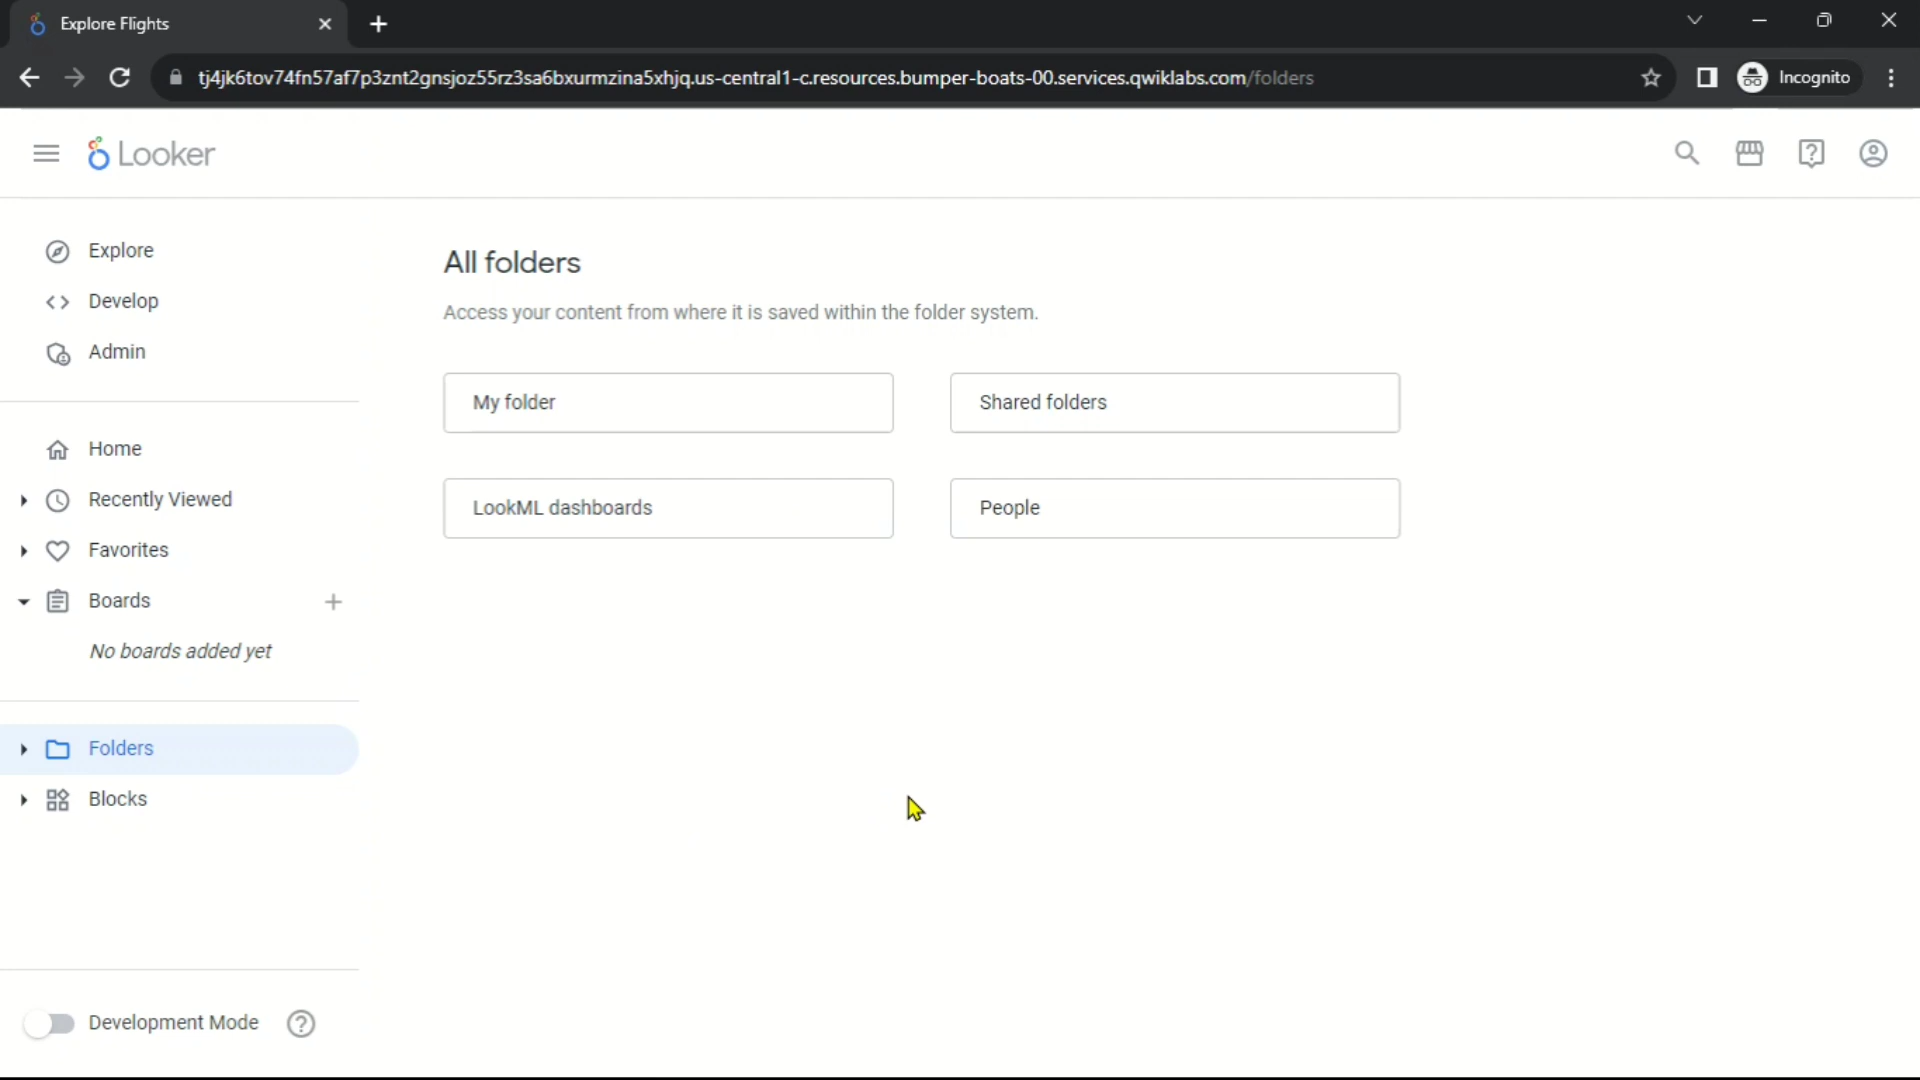 Explore Flights
tj4jk6tov74fn57af7p3znt2gnsjoz55rz3sa6bxurmzina5xhjq.us-central1-c.resources.bumper-boats-00.services.qwiklabs.com/folders
Incognito
Looker
Explore
Develop
Admin
Home
Recently Viewed
Favorites
Boards
No boards added yet
Folders
Blocks
Development Mode
All folders
Access your content from where it is saved within the folder system.
My folder
Shared folders
LookML dashboards
People